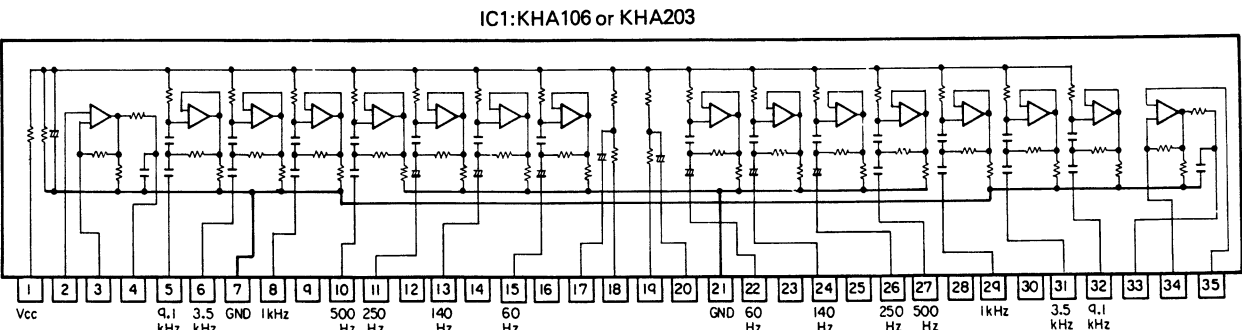 IC1:KHA106 or KHA203
1 2 3 4 5 6 7 8 9 10 11 12 13 14 15 16 17 18 19 20 21 22 23 24 25 26 27 28 29 30 31 32 33 34 35
Vcc 9.1 kHz 3.5 kHz GND 1kHz 500 Hz 250 Hz 140 Hz 60 Hz GND 60 Hz 140 Hz 250 Hz 500 Hz 1kHz 3.5 kHz 9.1 kHz